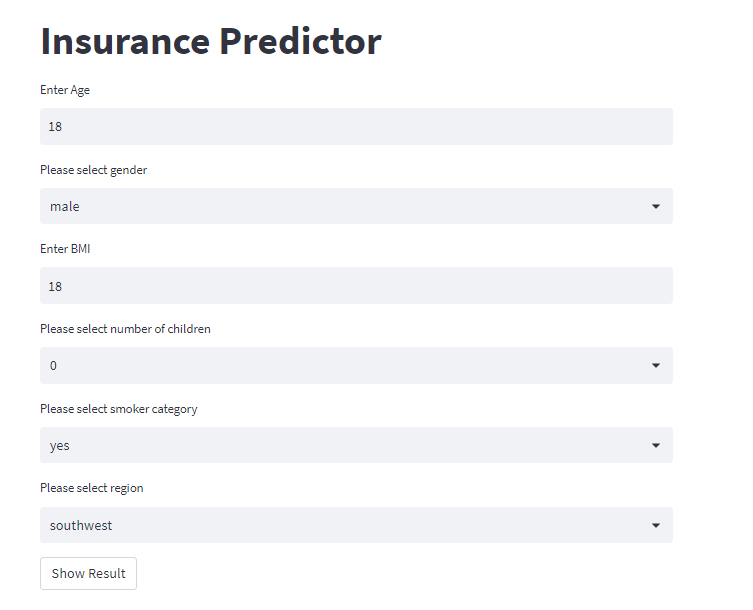 Insurance Predictor
Enter Age
18
Please select gender
male
Enter BMI
18
Please select number of children
0
Please select smoker category
yes
Please select region
southwest
Show Result